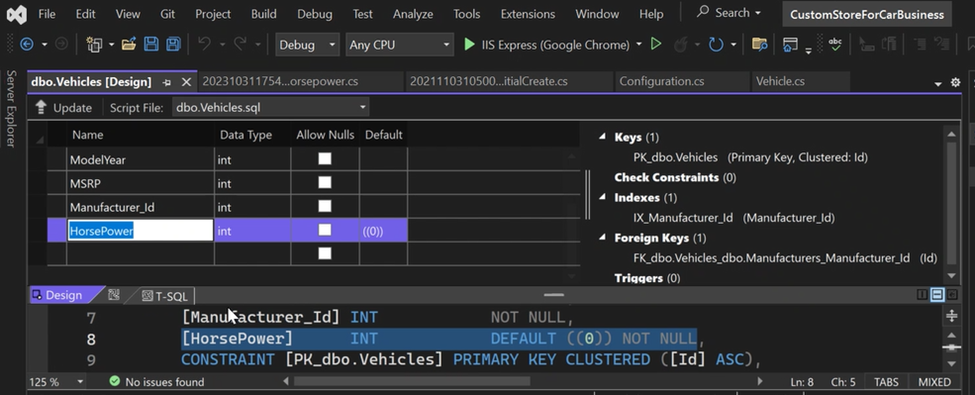 File Edit View Git Project Build Debug Test Analyze Tools Extensions Window Help Search CustomStoreForCarBusiness
Debug Any CPU IIS Express (Google Chrome)
Server Explorer
dbo.Vehicles [Design] 202310311754...orsepower.cs 2021110310500...itialCreate.cs Configuration.cs Vehicle.cs
Update Script File: dbo.Vehicles.sql
Name Data Type Allow Nulls Default
ModelYear int
MSRP int
Manufacturer_Id int
HorsePower int ((0))
Keys (1)
PK_dbo.Vehicles (Primary Key, Clustered: Id)
Check Constraints (0)
Indexes (1)
IX_Manufacturer_Id (Manufacturer_Id)
Foreign Keys (1)
FK_dbo.Vehicles_dbo.Manufacturers_Manufacturer_Id (Id)
Triggers (0)
Design T-SQL
7 [Manufacturer_Id] INT NOT NULL,
8 [HorsePower] INT DEFAULT ((0)) NOT NULL,
9 CONSTRAINT [PK_dbo.Vehicles] PRIMARY KEY CLUSTERED ([Id] ASC),
125 % No issues found Ln: 8 Ch: 5 TABS MIXED